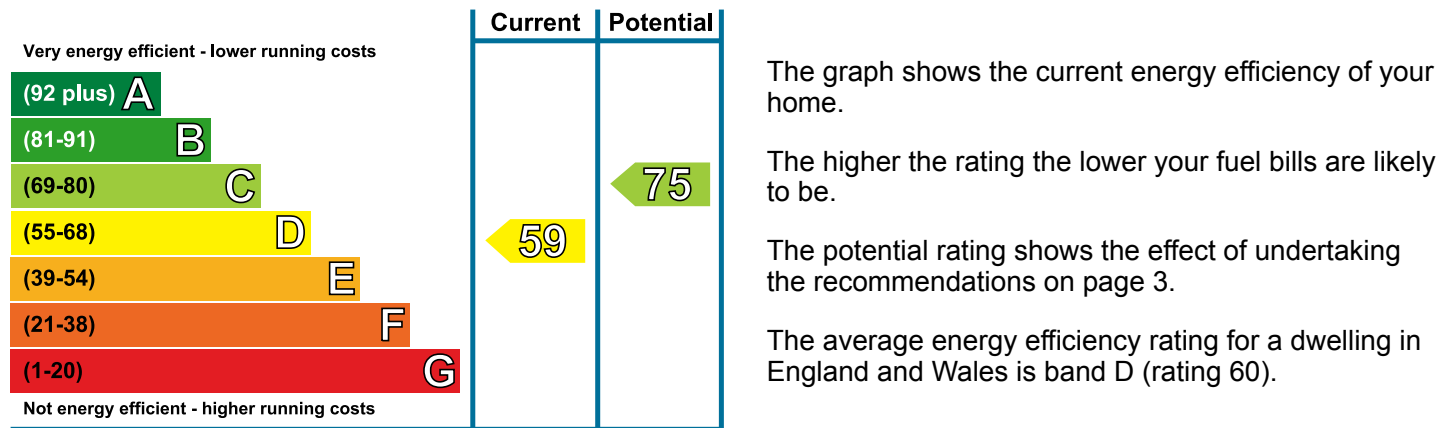 Current Potential
Very energy efficient - lower running costs
(92 plus) A
(81-91) B
(69-80) C
75
(55-68) D
59
(39-54) E
(21-38) F
(1-20) G
Not energy efficient - higher running costs
The graph shows the current energy efficiency of your
home.
The higher the rating the lower your fuel bills are likely
to be.
The potential rating shows the effect of undertaking
the recommendations on page 3.
The average energy efficiency rating for a dwelling in
England and Wales is band D (rating 60).